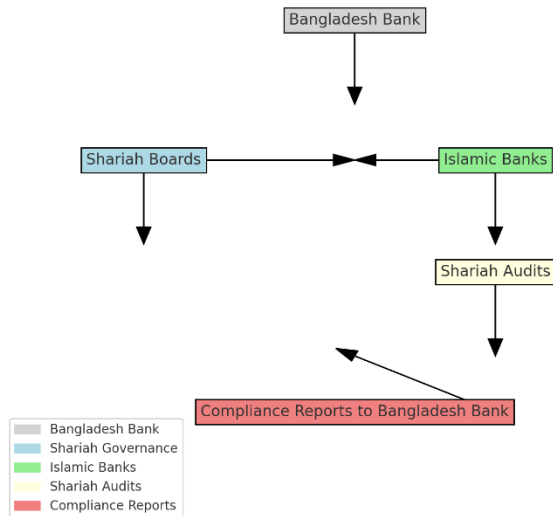 Bangladesh Bank
Shariah Boards
Islamic Banks
Shariah Audits
Compliance Reports to Bangladesh Bank
Bangladesh Bank
Shariah Governance
Islamic Banks
Shariah Audits
Compliance Reports